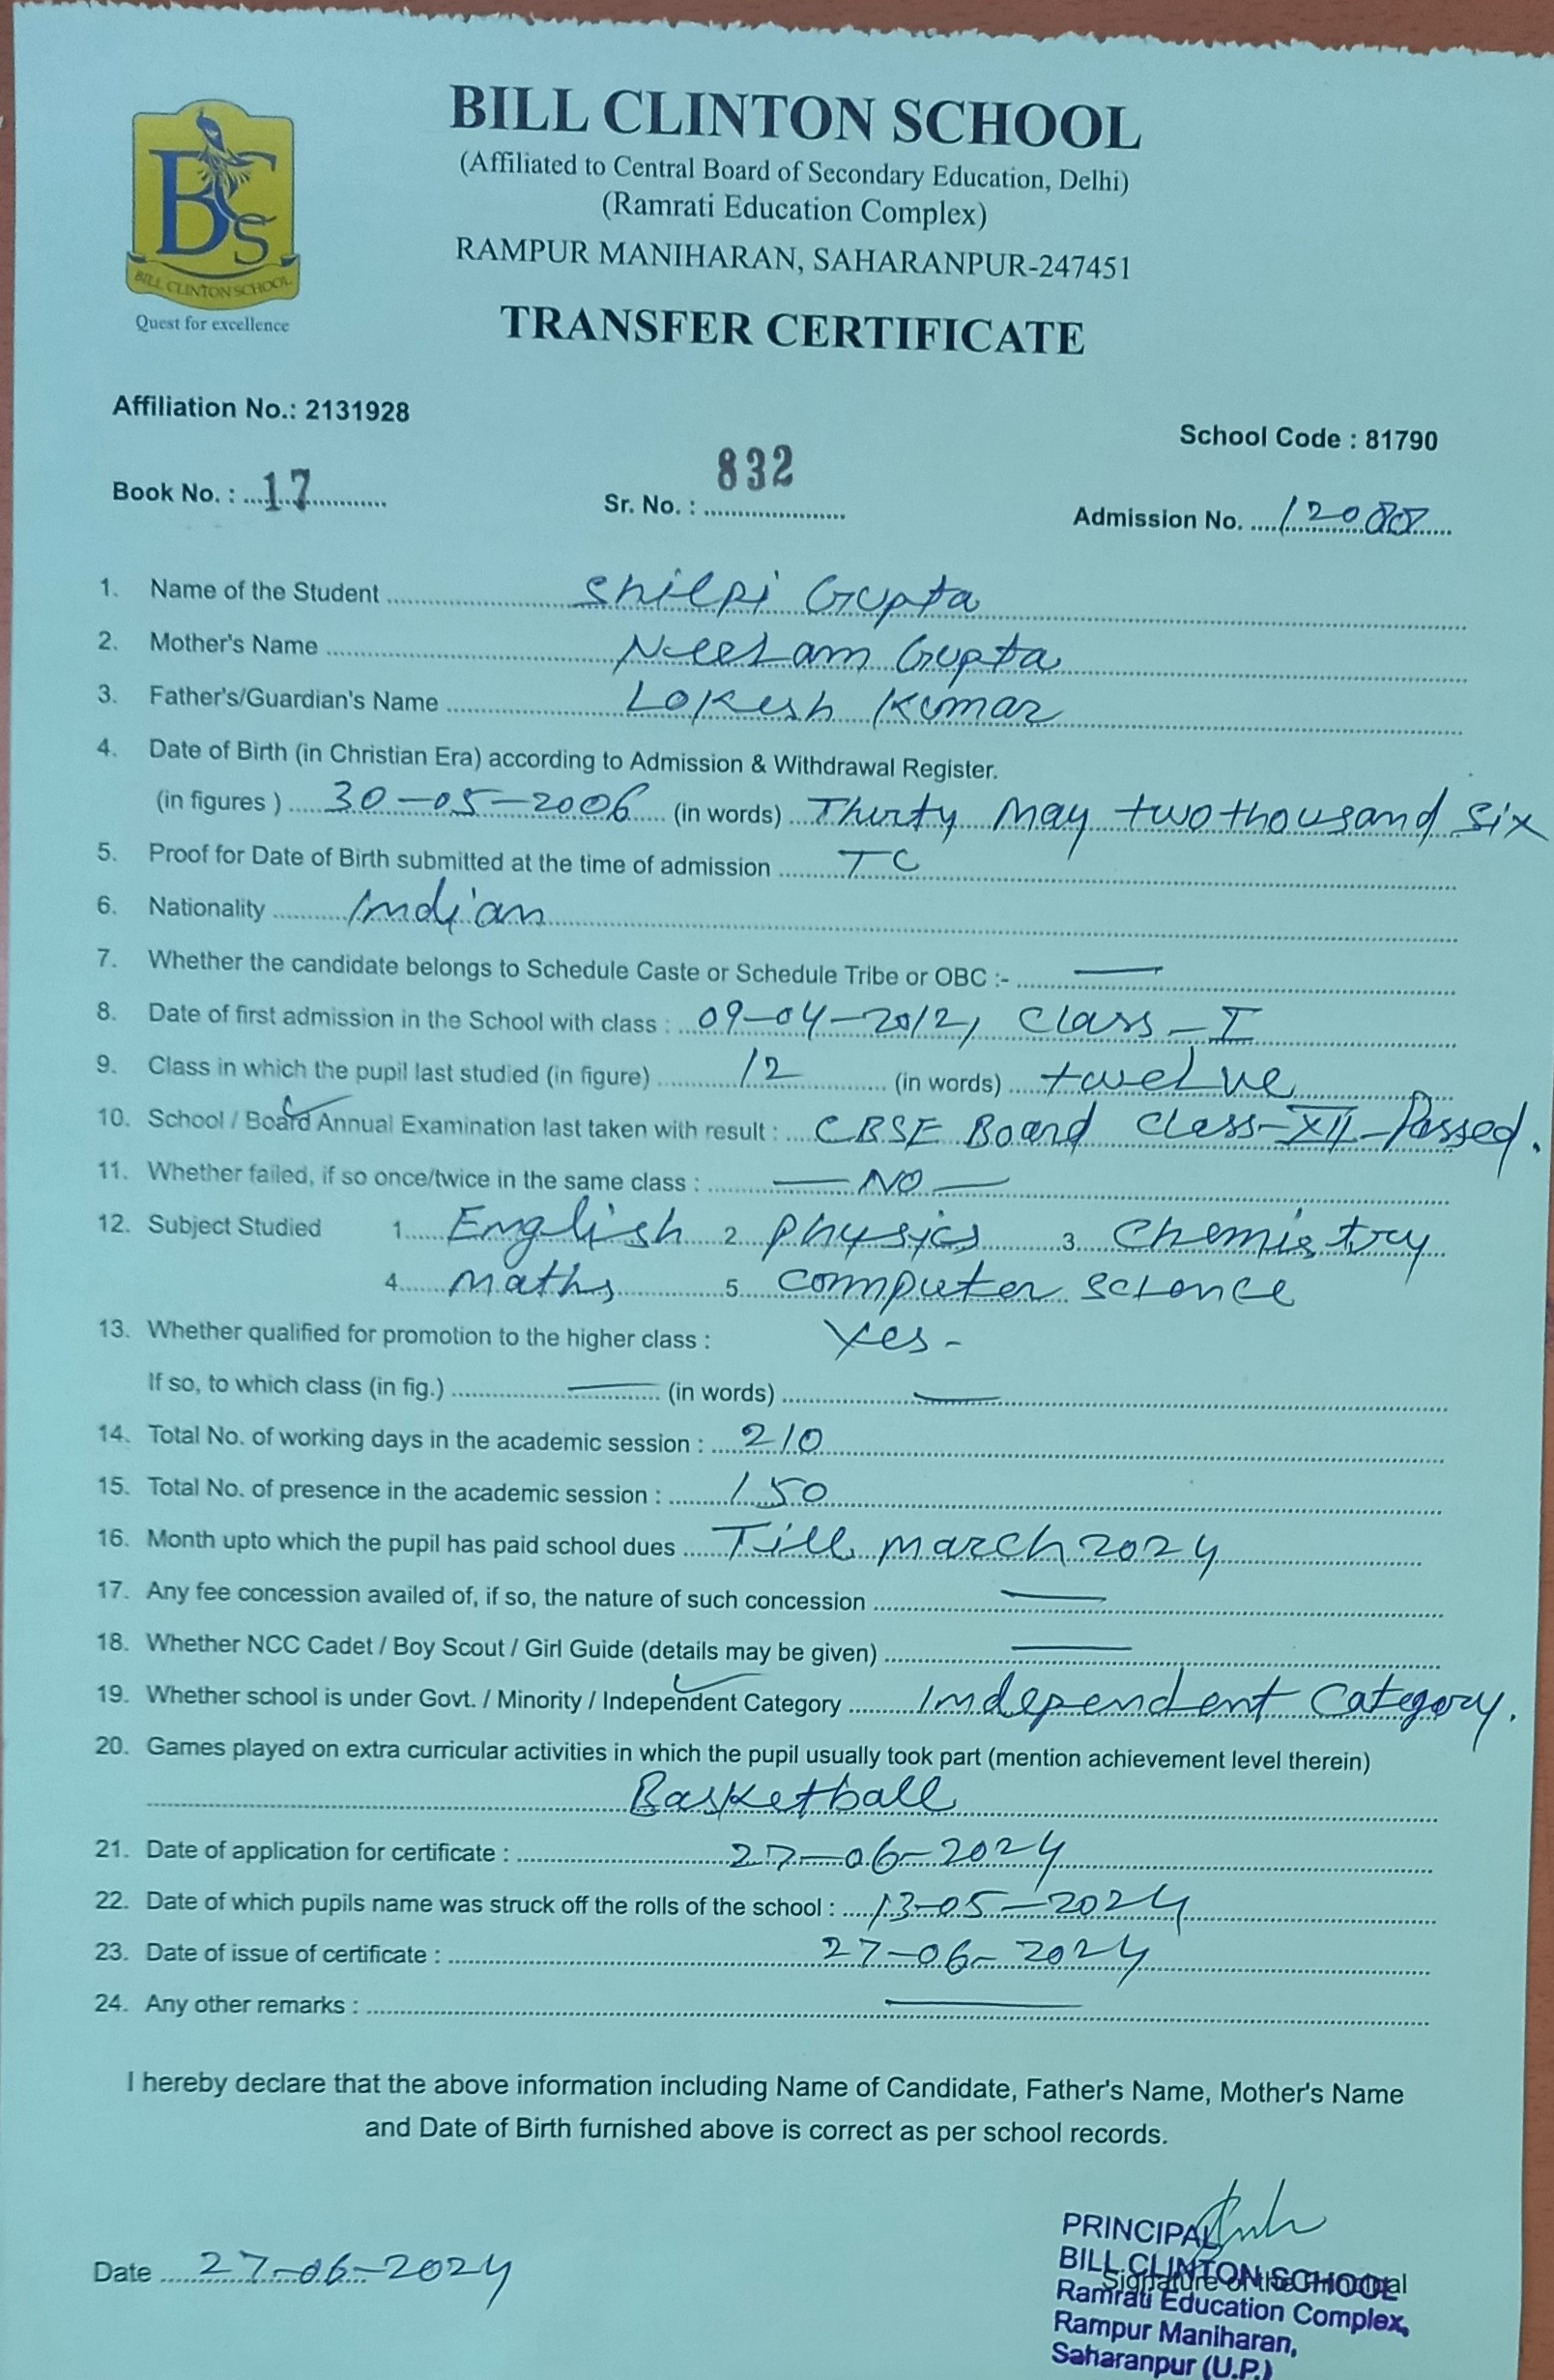 BILL CLINTON SCHOOL
(Affiliated to Central Board of Secondary Education, Delhi)
(Ramrati Education Complex)
RAMPUR MANIHARAN, SAHARANPUR-247451
BCS
BILL CLINTON SCHOOL
Quest for excellence
TRANSFER CERTIFICATE
Affiliation No.: 2131928
School Code : 81790
Book No. : 17 Sr. No. : 832 Admission No.
1. Name of the Student Shilpi Gupta
2. Mother's Name Neelam Gupta
3. Father's/Guardian's Name Lokesh Kumar
4. Date of Birth (in Christian Era) according to Admission & Withdrawal Register.
(in figures ) 30-05-2006 (in words) Thirty May two thousand six
5. Proof for Date of Birth submitted at the time of admission TC
6. Nationality Indian
7. Whether the candidate belongs to Schedule Caste or Schedule Tribe or OBC :- —
8. Date of first admission in the School with class : 09-04-2012, Class-I
9. Class in which the pupil last studied (in figure) 12 (in words) twelve
10. School / Board Annual Examination last taken with result : CBSE Board Class-XII-Passed.
11. Whether failed, if so once/twice in the same class : — NO —
12. Subject Studied 1. English 2. Physics 3. Chemistry
4. Maths 5. Computer Science
13. Whether qualified for promotion to the higher class : Yes -
If so, to which class (in fig.) — (in words) —
14. Total No. of working days in the academic session : 210
15. Total No. of presence in the academic session : 150
16. Month upto which the pupil has paid school dues Till march 2024
17. Any fee concession availed of, if so, the nature of such concession —
18. Whether NCC Cadet / Boy Scout / Girl Guide (details may be given) —
19. Whether school is under Govt. / Minority / Independent Category Independent Category.
20. Games played on extra curricular activities in which the pupil usually took part (mention achievement level therein)
Basketball
21. Date of application for certificate : 27-06-2024
22. Date of which pupils name was struck off the rolls of the school : 13-05-2024
23. Date of issue of certificate : 27-06-2024
24. Any other remarks : —
I hereby declare that the above information including Name of Candidate, Father's Name, Mother's Name
and Date of Birth furnished above is correct as per school records.
Date 27-06-2024
Signature of the Principal
PRINCIPAL
BILL CLINTON SCHOOL
Ramrati Education Complex,
Rampur Maniharan,
Saharanpur (U.P.)